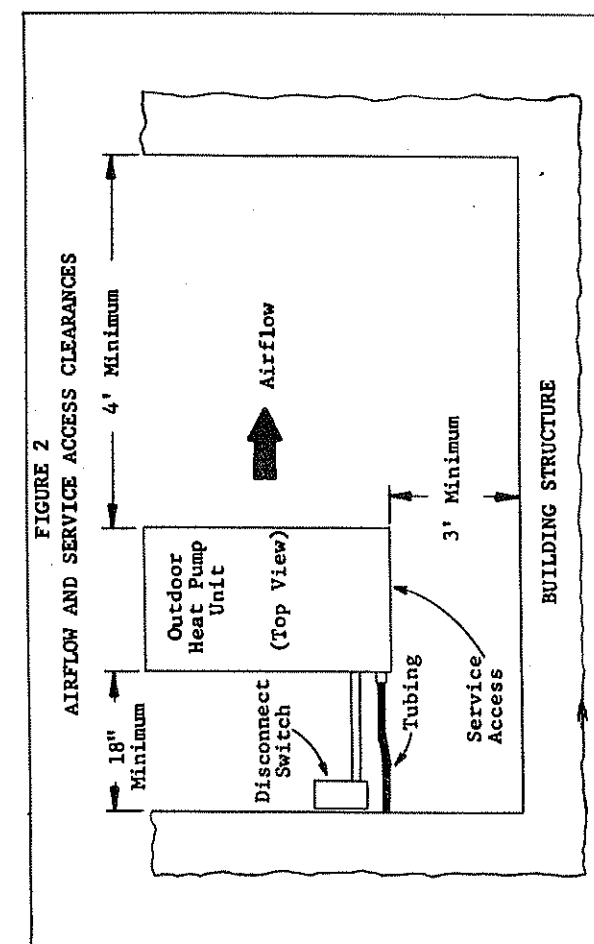 FIGURE 2
AIRFLOW AND SERVICE ACCESS CLEARANCES
18"
Minimum
4' Minimum
Outdoor
Heat Pump
Unit
(Top View)
Airflow
Disconnect
Switch
Tubing
3' Minimum
Service
Access
BUILDING STRUCTURE